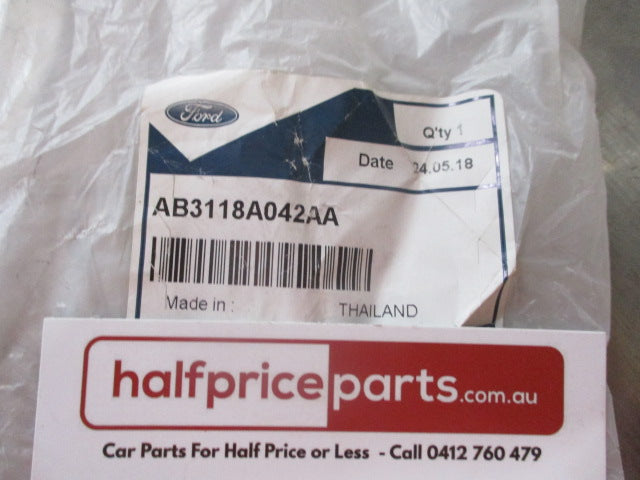 Ford
Q'ty 1
Date 24.05.18
AB3118A042AA
Made in : THAILAND
halfpriceparts.com.au
Car Parts For Half Price or Less - Call 0412 760 479